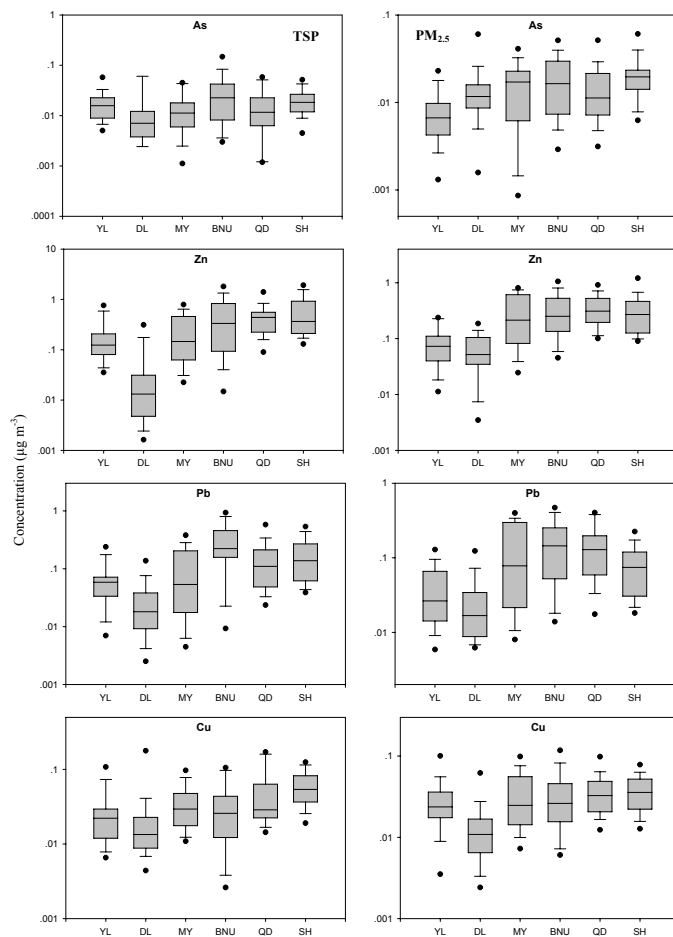 As
TSP
.1
.1
.01
.001
.0001
YL DL MY BNU QD SH
As
PM2.5
.1
.01
.001
YL DL MY BNU QD SH
Zn
10
1
.1
.01
.001
YL DL MY BNU QD SH
Zn
1
.1
.01
.001
YL DL MY BNU QD SH
Concentration (µg m-3)
Pb
1
.1
.01
.001
YL DL MY BNU QD SH
Pb
1
.1
.01
YL DL MY BNU QD SH
Cu
.1
.01
.001
YL DL MY BNU QD SH
Cu
.1
.01
.001
YL DL MY BNU QD SH